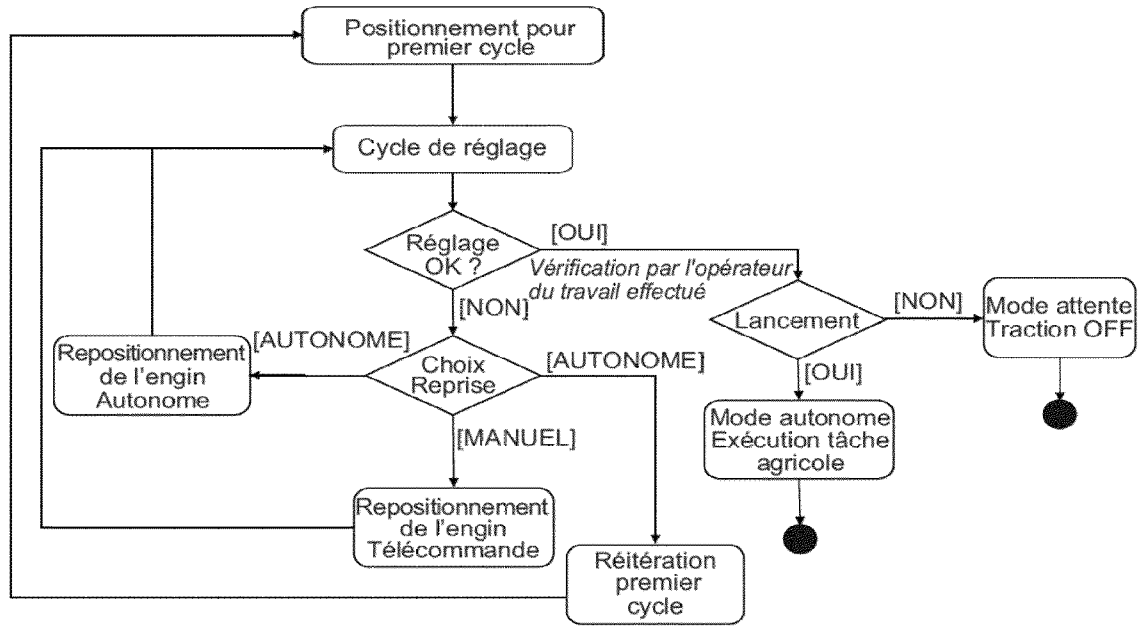 Positionnement pour
premier cycle
Cycle de réglage
Réglage
OK ?
[OUI]
Vérification par l'opérateur
du travail effectué
[NON]
Lancement
[NON]
Mode attente
Traction OFF
[OUI]
Mode autonome
Exécution tâche
agricole
[AUTONOME]
Choix
Reprise
[AUTONOME]
Repositionnement
de l'engin
Autonome
[MANUEL]
Repositionnement
de l'engin
Télécommande
Réitération
premier
cycle